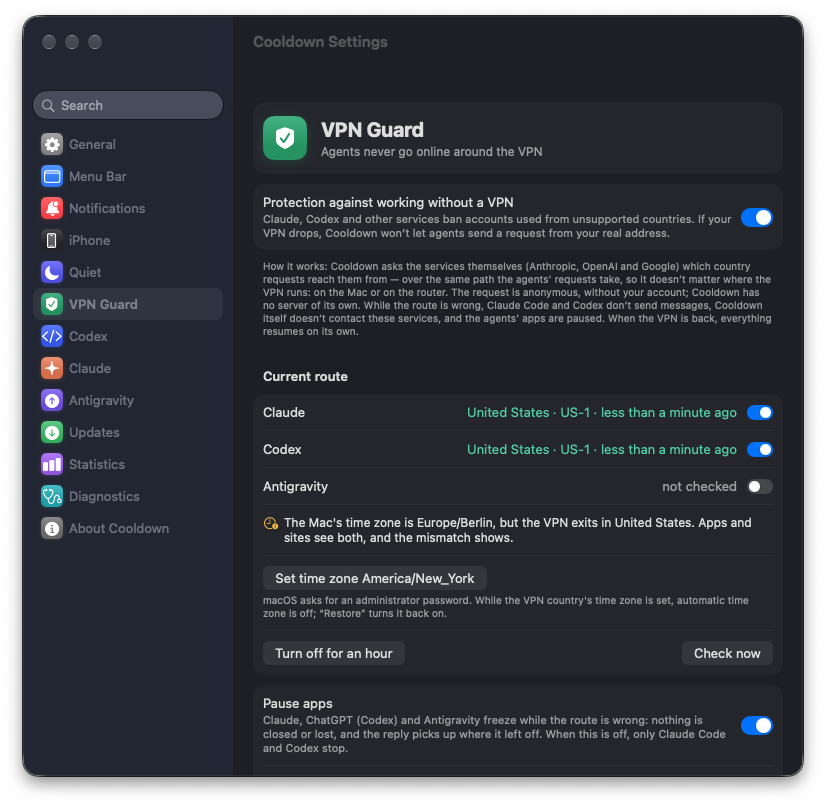 Cooldown Settings
Search
General
Menu Bar
Notifications
iPhone
Quiet
VPN Guard
Codex
Claude
Antigravity
Updates
Statistics
Diagnostics
About Cooldown
VPN Guard
Agents never go online around the VPN
Protection against working without a VPN
Claude, Codex and other services ban accounts used from unsupported countries. If your
VPN drops, Cooldown won’t let agents send a request from your real address.
How it works: Cooldown asks the services themselves (Anthropic, OpenAI and Google) which country
requests reach them from — over the same path the agents’ requests take, so it doesn’t matter where the
VPN runs: on the Mac or on the router. The request is anonymous, without your account; Cooldown has
no server of its own. While the route is wrong, Claude Code and Codex don’t send messages, Cooldown
itself doesn’t contact these services, and the agents’ apps are paused. When the VPN is back, everything
resumes on its own.
Current route
Claude United States · US-1 · less than a minute ago
Codex United States · US-1 · less than a minute ago
Antigravity not checked
The Mac's time zone is Europe/Berlin, but the VPN exits in United States. Apps and
sites see both, and the mismatch shows.
Set time zone America/New_York
macOS asks for an administrator password. While the VPN country's time zone is set, automatic time
zone is off; “Restore” turns it back on.
Turn off for an hour Check now
Pause apps
Claude, ChatGPT (Codex) and Antigravity freeze while the route is wrong: nothing is
closed or lost, and the reply picks up where it left off. When this is off, only Claude Code
and Codex stop.